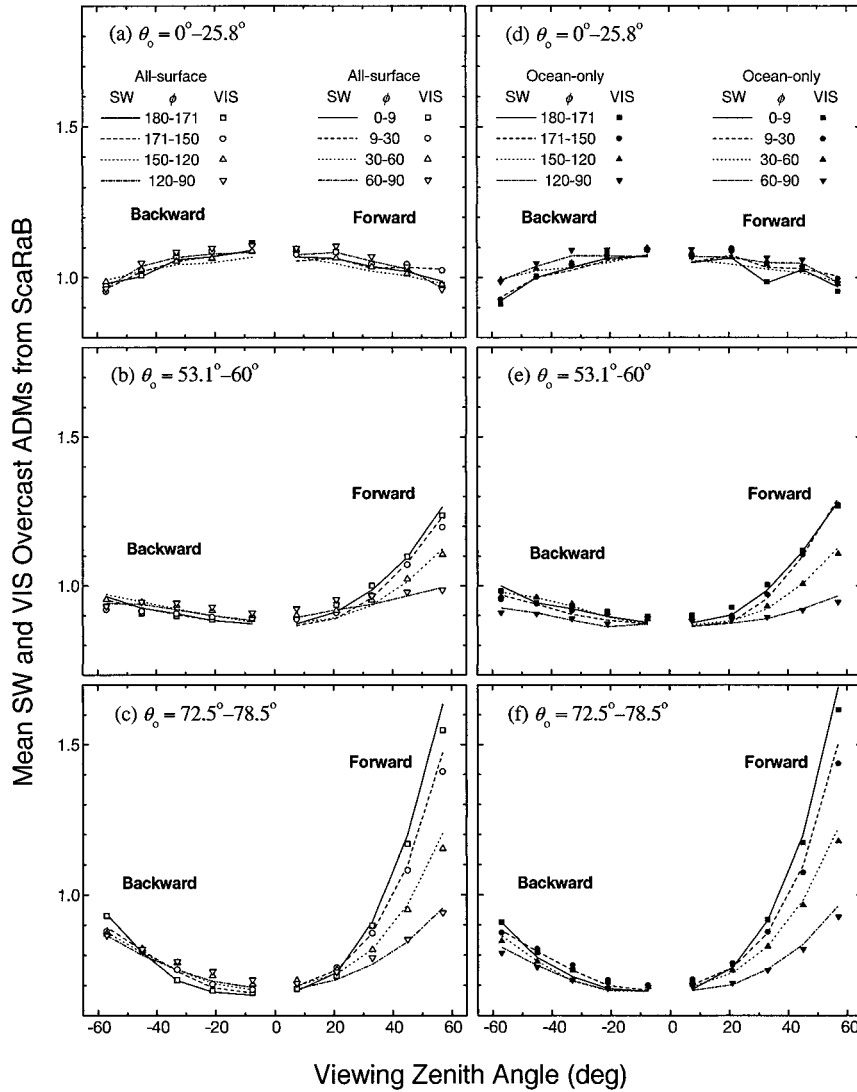 Mean SW and VIS Overcast ADMs from ScaRaB
(a) θo = 0°–25.8°
All-surface All-surface
SW ϕ VIS SW ϕ VIS
180-171 0-9
171-150 9-30
150-120 30-60
120-90 60-90
Backward Forward
1.5
1.0
(d) θo = 0°–25.8°
Ocean-only Ocean-only
SW ϕ VIS SW ϕ VIS
180-171 0-9
171-150 9-30
150-120 30-60
120-90 60-90
Backward Forward
(b) θo = 53.1°–60°
Forward
Backward
1.5
1.0
(e) θo = 53.1°-60°
Forward
Backward
(c) θo = 72.5°–78.5°
Forward
Backward
1.5
1.0
-60 -40 -20 0 20 40 60
(f) θo = 72.5°–78.5°
Forward
Backward
-60 -40 -20 0 20 40 60
Viewing Zenith Angle (deg)